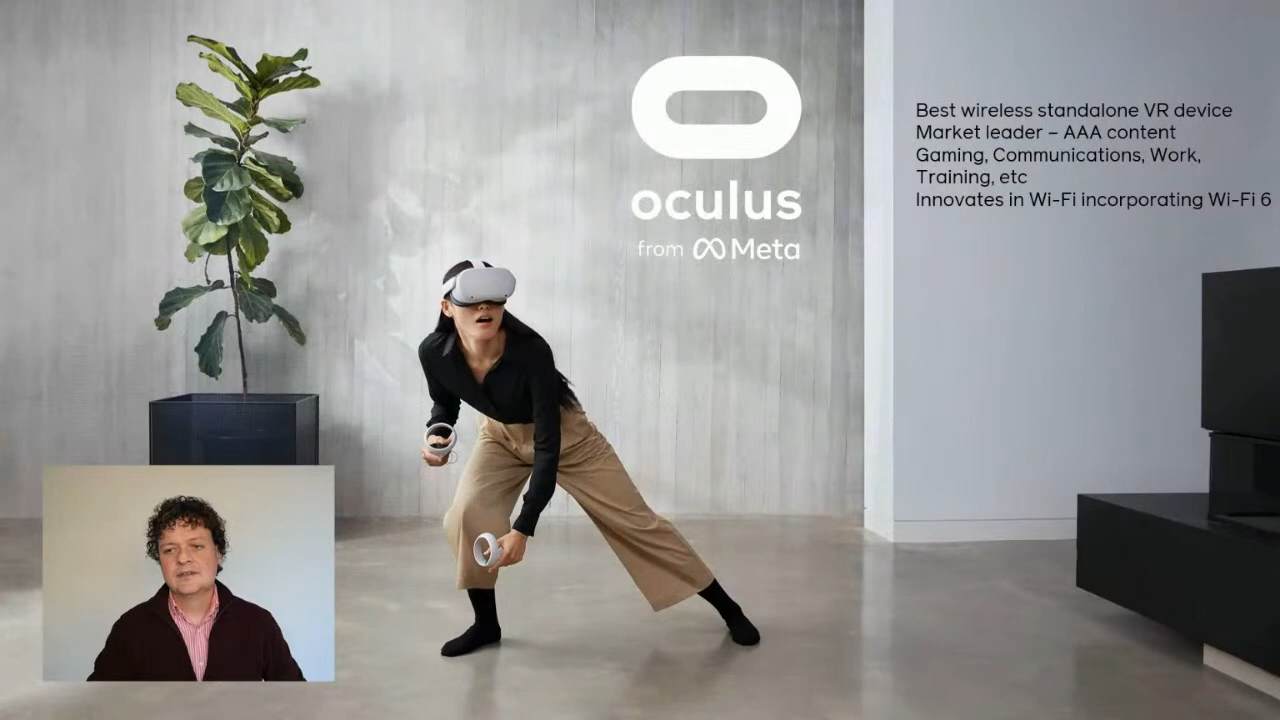 oculus
from Meta
Best wireless standalone VR device
Market leader – AAA content
Gaming, Communications, Work,
Training, etc
Innovates in Wi-Fi incorporating Wi-Fi 6